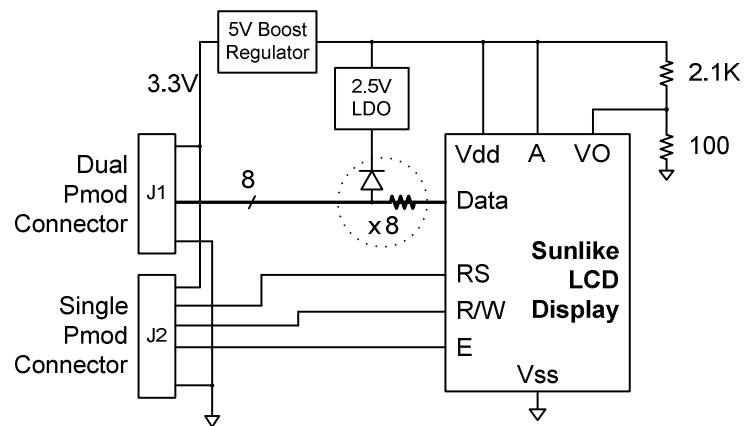 5V Boost
Regulator
2.5V
LDO
3.3V
2.1K
100
Dual
Pmod
Connector
J1
8
x8
Vdd A VO
Data
RS
R/W
E
Sunlike
LCD
Display
Vss
Single
Pmod
Connector
J2